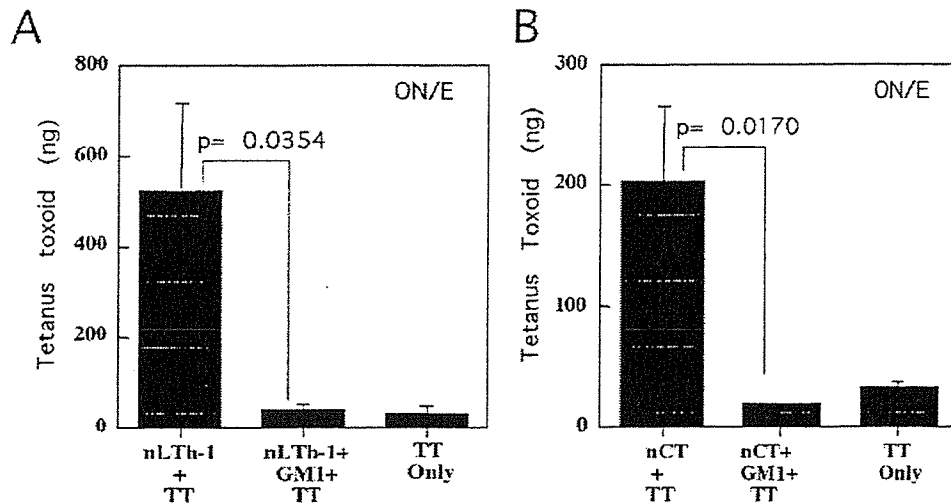 A
800
600
400
200
0
Tetanus toxoid (ng)
ON/E
p= 0.0354
nLTh-1
+
TT
nLTh-1+
GM1+
TT
TT
Only
B
300
200
100
0
Tetanus Toxoid (ng)
ON/E
p= 0.0170
nCT
+
TT
nCT+
GM1+
TT
TT
Only